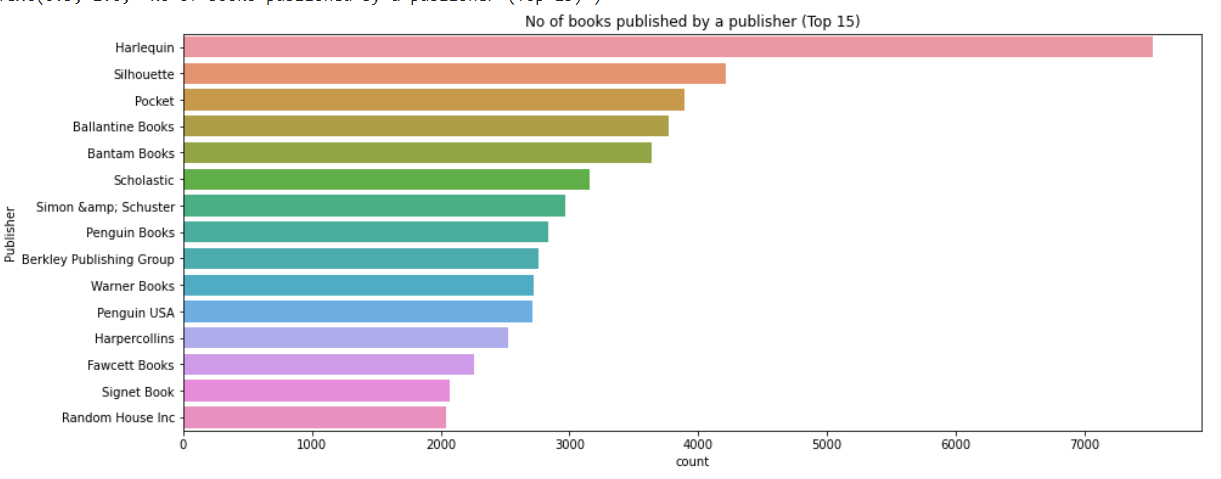 No of books published by a publisher (Top 15)
Harlequin
Silhouette
Pocket
Ballantine Books
Bantam Books
Scholastic
Simon &amp; Schuster
Penguin Books
Berkley Publishing Group
Warner Books
Penguin USA
Harpercollins
Fawcett Books
Signet Book
Random House Inc
Publisher
0 1000 2000 3000 4000 5000 6000 7000
count